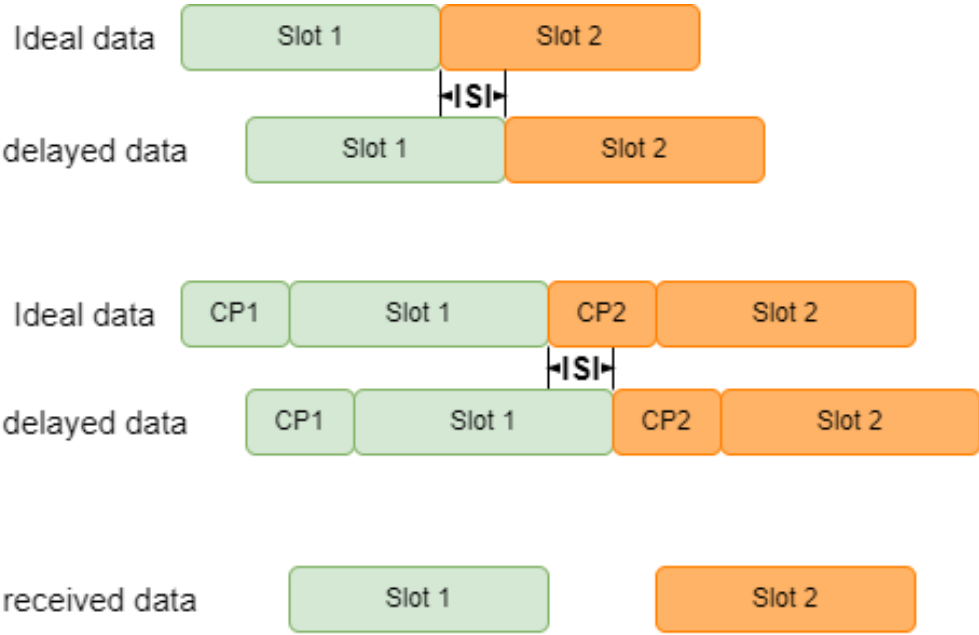 Ideal data Slot 1 Slot 2
ISI
delayed data Slot 1 Slot 2
Ideal data CP1 Slot 1 CP2 Slot 2
ISI
delayed data CP1 Slot 1 CP2 Slot 2
received data Slot 1 Slot 2